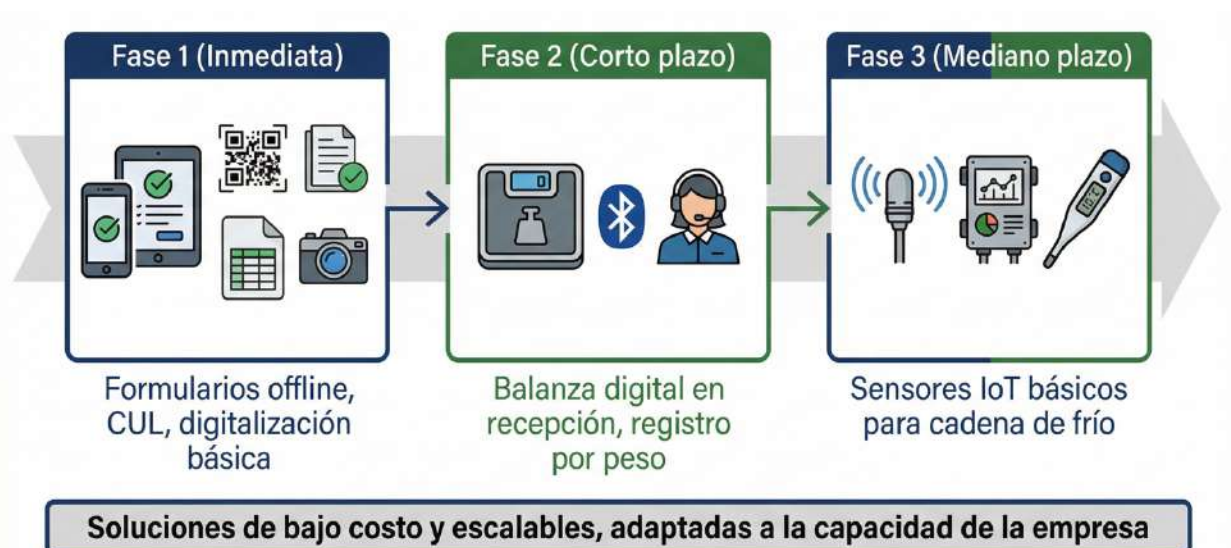 Fase 1 (Inmediata)
Fase 2 (Corto plazo)
Fase 3 (Mediano plazo)
0
10°C
Formularios offline,
CUL, digitalización
básica
Balanza digital en
recepción, registro
por peso
Sensores IoT básicos
para cadena de frío
Soluciones de bajo costo y escalables, adaptadas a la capacidad de la empresa